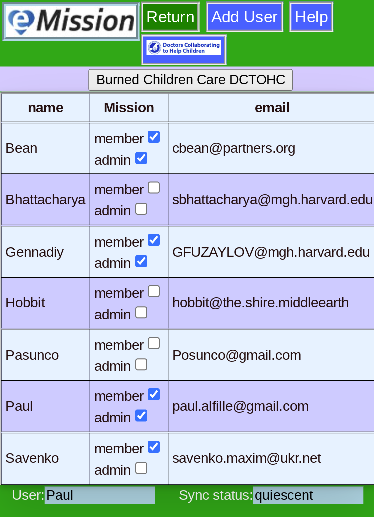 eMission Return Add User Help
Doctors Collaborating
to Help Children
Burned Children Care DCTOHC
name Mission email
Bean member admin cbean@partners.org
Bhattacharya member admin sbhattacharya@mgh.harvard.edu
Gennadiy member admin GFUZAYLOV@mgh.harvard.edu
Hobbit member admin hobbit@the.shire.middleearth
Pasunco member admin Posunco@gmail.com
Paul member admin paul.alfille@gmail.com
Savenko member admin savenko.maxim@ukr.net
User: Paul Sync status: quiescent